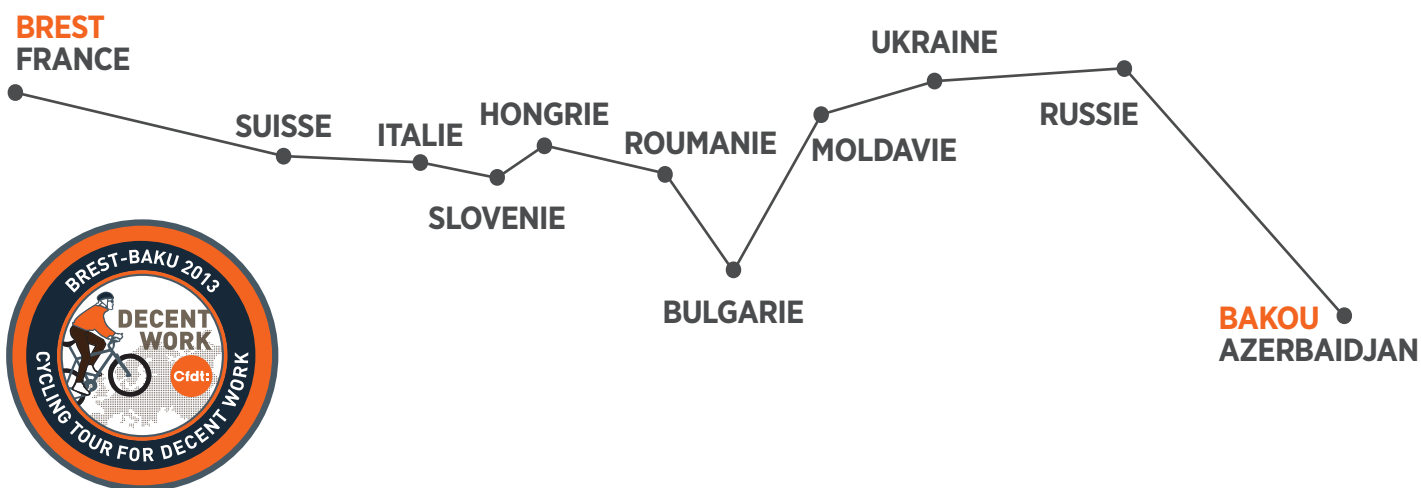 BREST
FRANCE
SUISSE
ITALIE
SLOVENIE
HONGRIE
ROUMANIE
BULGARIE
MOLDAVIE
UKRAINE
RUSSIE
BAKOU
AZERBAIDJAN
BREST-BAKU 2013
DECENT
WORK
Cfdt:
CYCLING TOUR FOR DECENT WORK